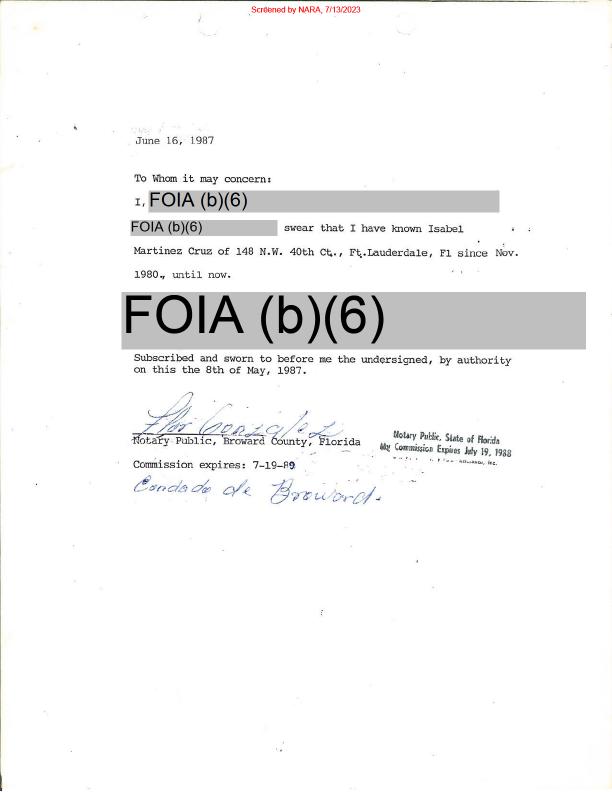 Screened by NARA, 7/13/2023
June 16, 1987
To Whom it may concern:
I, FOIA (b)(6)
FOIA (b)(6) swear that I have known Isabel
Martinez Cruz of 148 N.W. 40th Ct., Ft.Lauderdale, Fl since Nov.
1980., until now.
FOIA (b)(6)
Subscribed and sworn to before me the undersigned, by authority
on this the 8th of May, 1987.
Flor Gonzalez
Notary Public, Broward County, Florida
Notary Public, State of Florida
My Commission Expires July 19, 1988
Commission expires: 7-19-89
Condado de Broward.